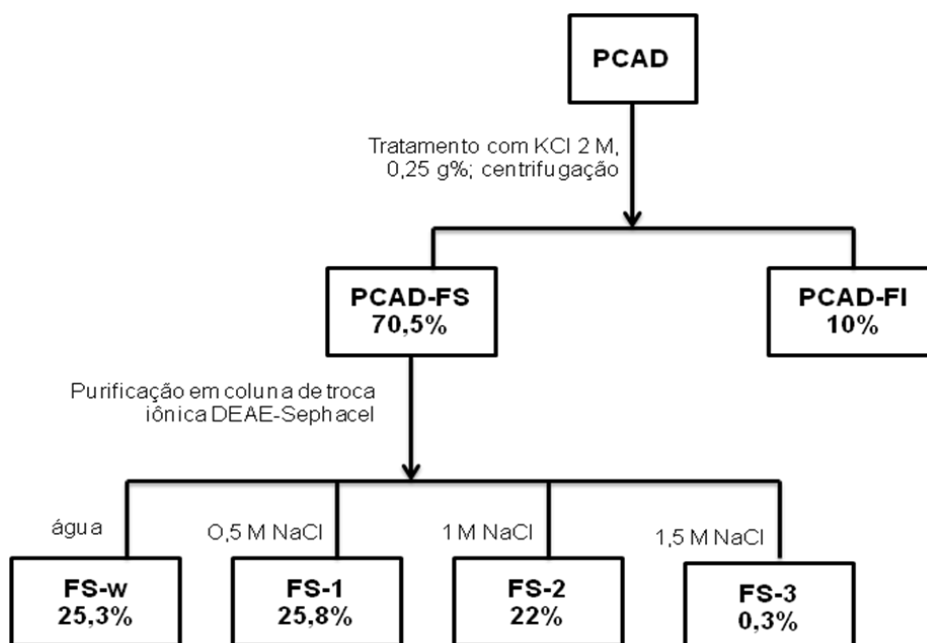 PCAD
Tratamento com KCl 2 M,
0,25 g%; centrifugação
PCAD-FS
70,5%
PCAD-FI
10%
Purificação em coluna de troca
iônica DEAE-Sephacel
água
O,5 M NaCl
1 M NaCl
1,5 M NaCl
FS-w
25,3%
FS-1
25,8%
FS-2
22%
FS-3
0,3%